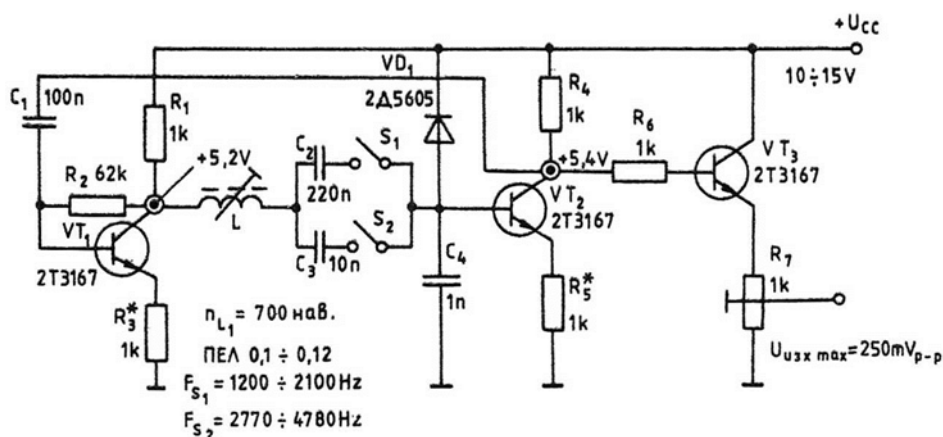 +UCC
10÷15V
VD1
2Д5605
C1
100n
R1
1k
R4
1k
R6
1k
VT3
2T3167
+5,2V
+5,4V
R2 62k
C2
220n
S1
VT1
2T3167
L
C3
10n
S2
VT2
2T3167
C4
1n
R3*
1k
R5*
1k
R7
1k
nL1 = 700 нав.
ПЕЛ 0,1 ÷ 0,12
FS1 = 1200 ÷ 2100Hz
FS2 = 2770 ÷ 4780Hz
Uизх max=250mVp-p